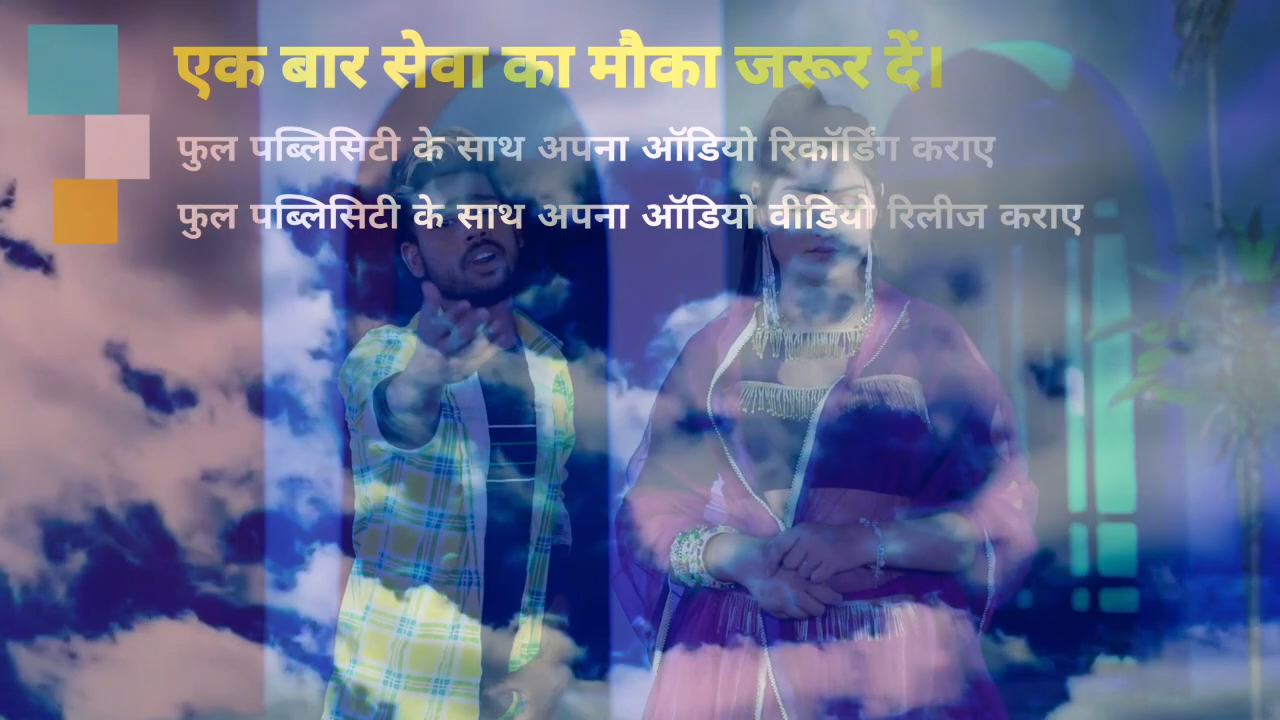 एक बार सेवा का मौका जरूर दें।
फुल पब्लिसिटी के साथ अपना ऑडियो रिकॉर्डिंग कराए
फुल पब्लिसिटी के साथ अपना ऑडियो वीडियो रिलीज कराए